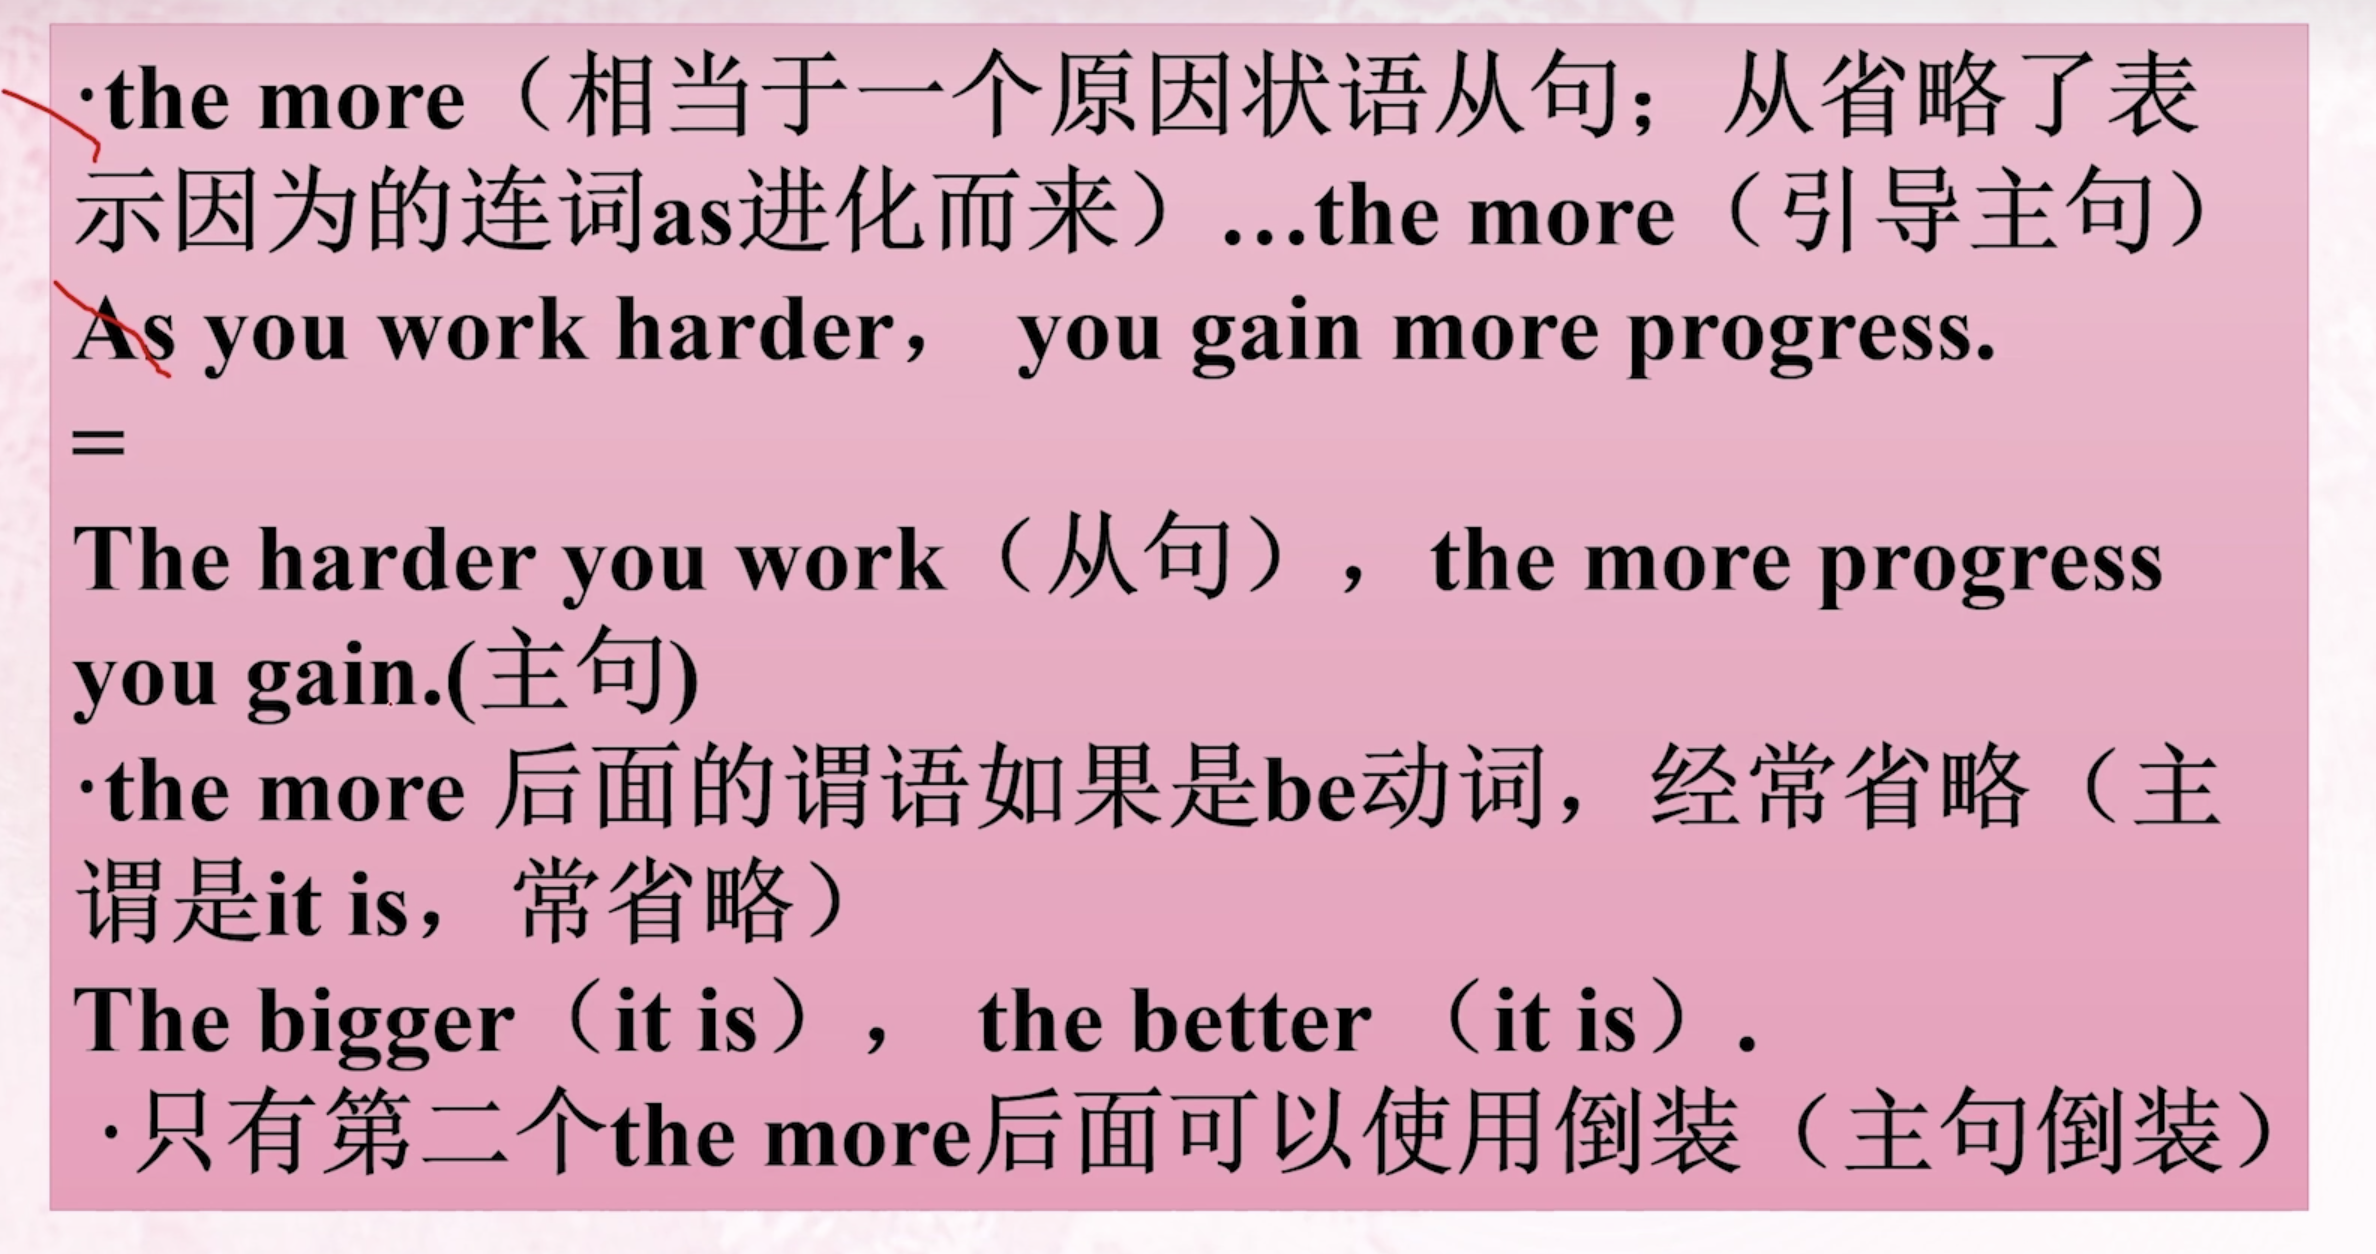 ·the more（相当于一个原因状语从句；从省略了表
示因为的连词as进化而来）…the more（引导主句）
As you work harder， you gain more progress.
=
The harder you work（从句），the more progress
you gain.(主句)
·the more 后面的谓语如果是be动词，经常省略（主
谓是it is，常省略）
The bigger（it is）， the better （it is）.
·只有第二个the more后面可以使用倒装（主句倒装）